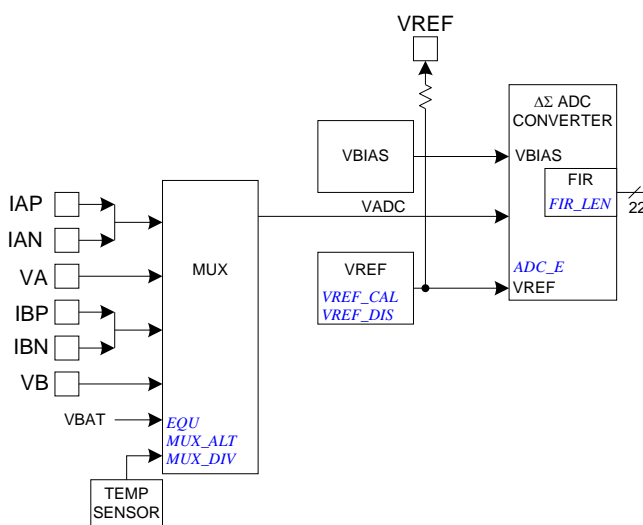 VREF
ΔΣ ADC
CONVERTER
VBIAS
VBIAS
FIR
FIR_LEN
22
IAP
IAN
VADC
MUX
VA
VREF
VREF_CAL
VREF_DIS
ADC_E
VREF
IBP
IBN
VB
VBAT
EQU
MUX_ALT
MUX_DIV
TEMP
SENSOR